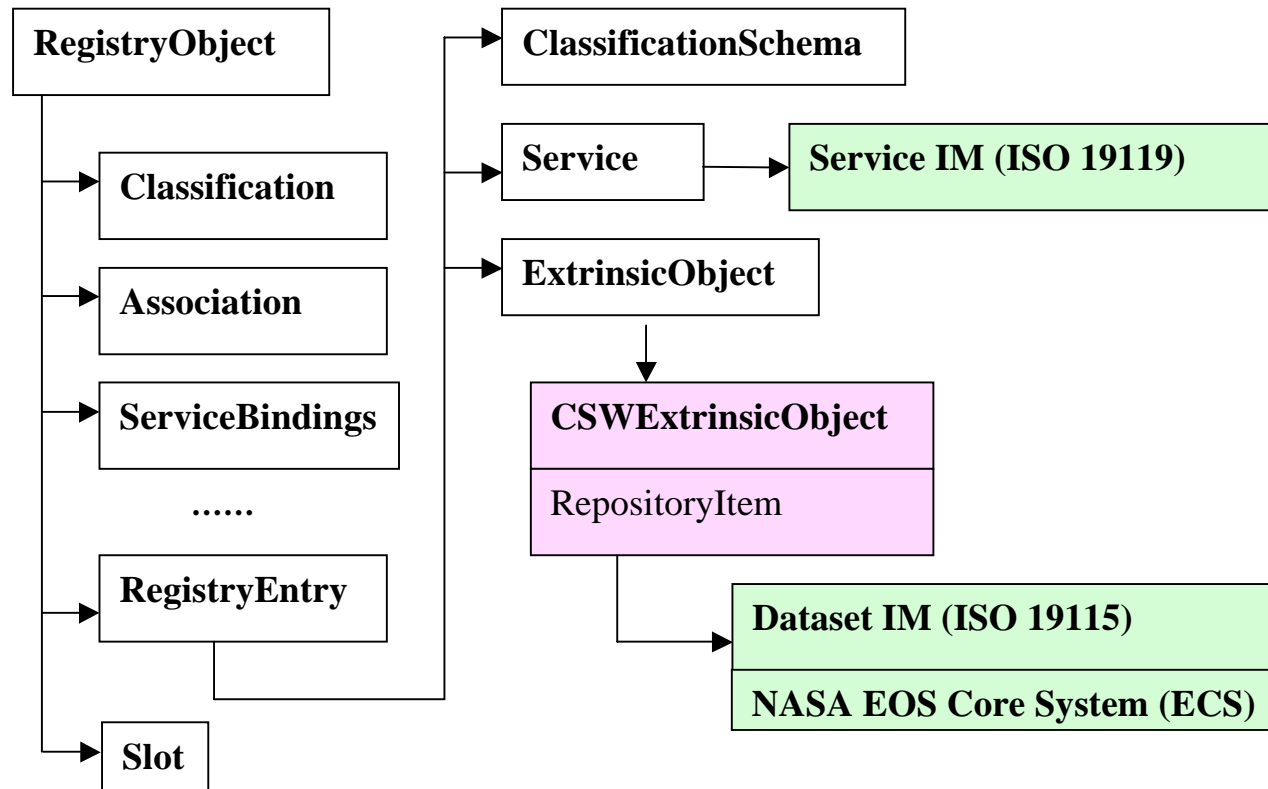 RegistryObject
Classification
Association
ServiceBindings
......
RegistryEntry
Slot
ClassificationSchema
Service
Service IM (ISO 19119)
ExtrinsicObject
CSWExtrinsicObject
RepositoryItem
Dataset IM (ISO 19115)
NASA EOS Core System (ECS)